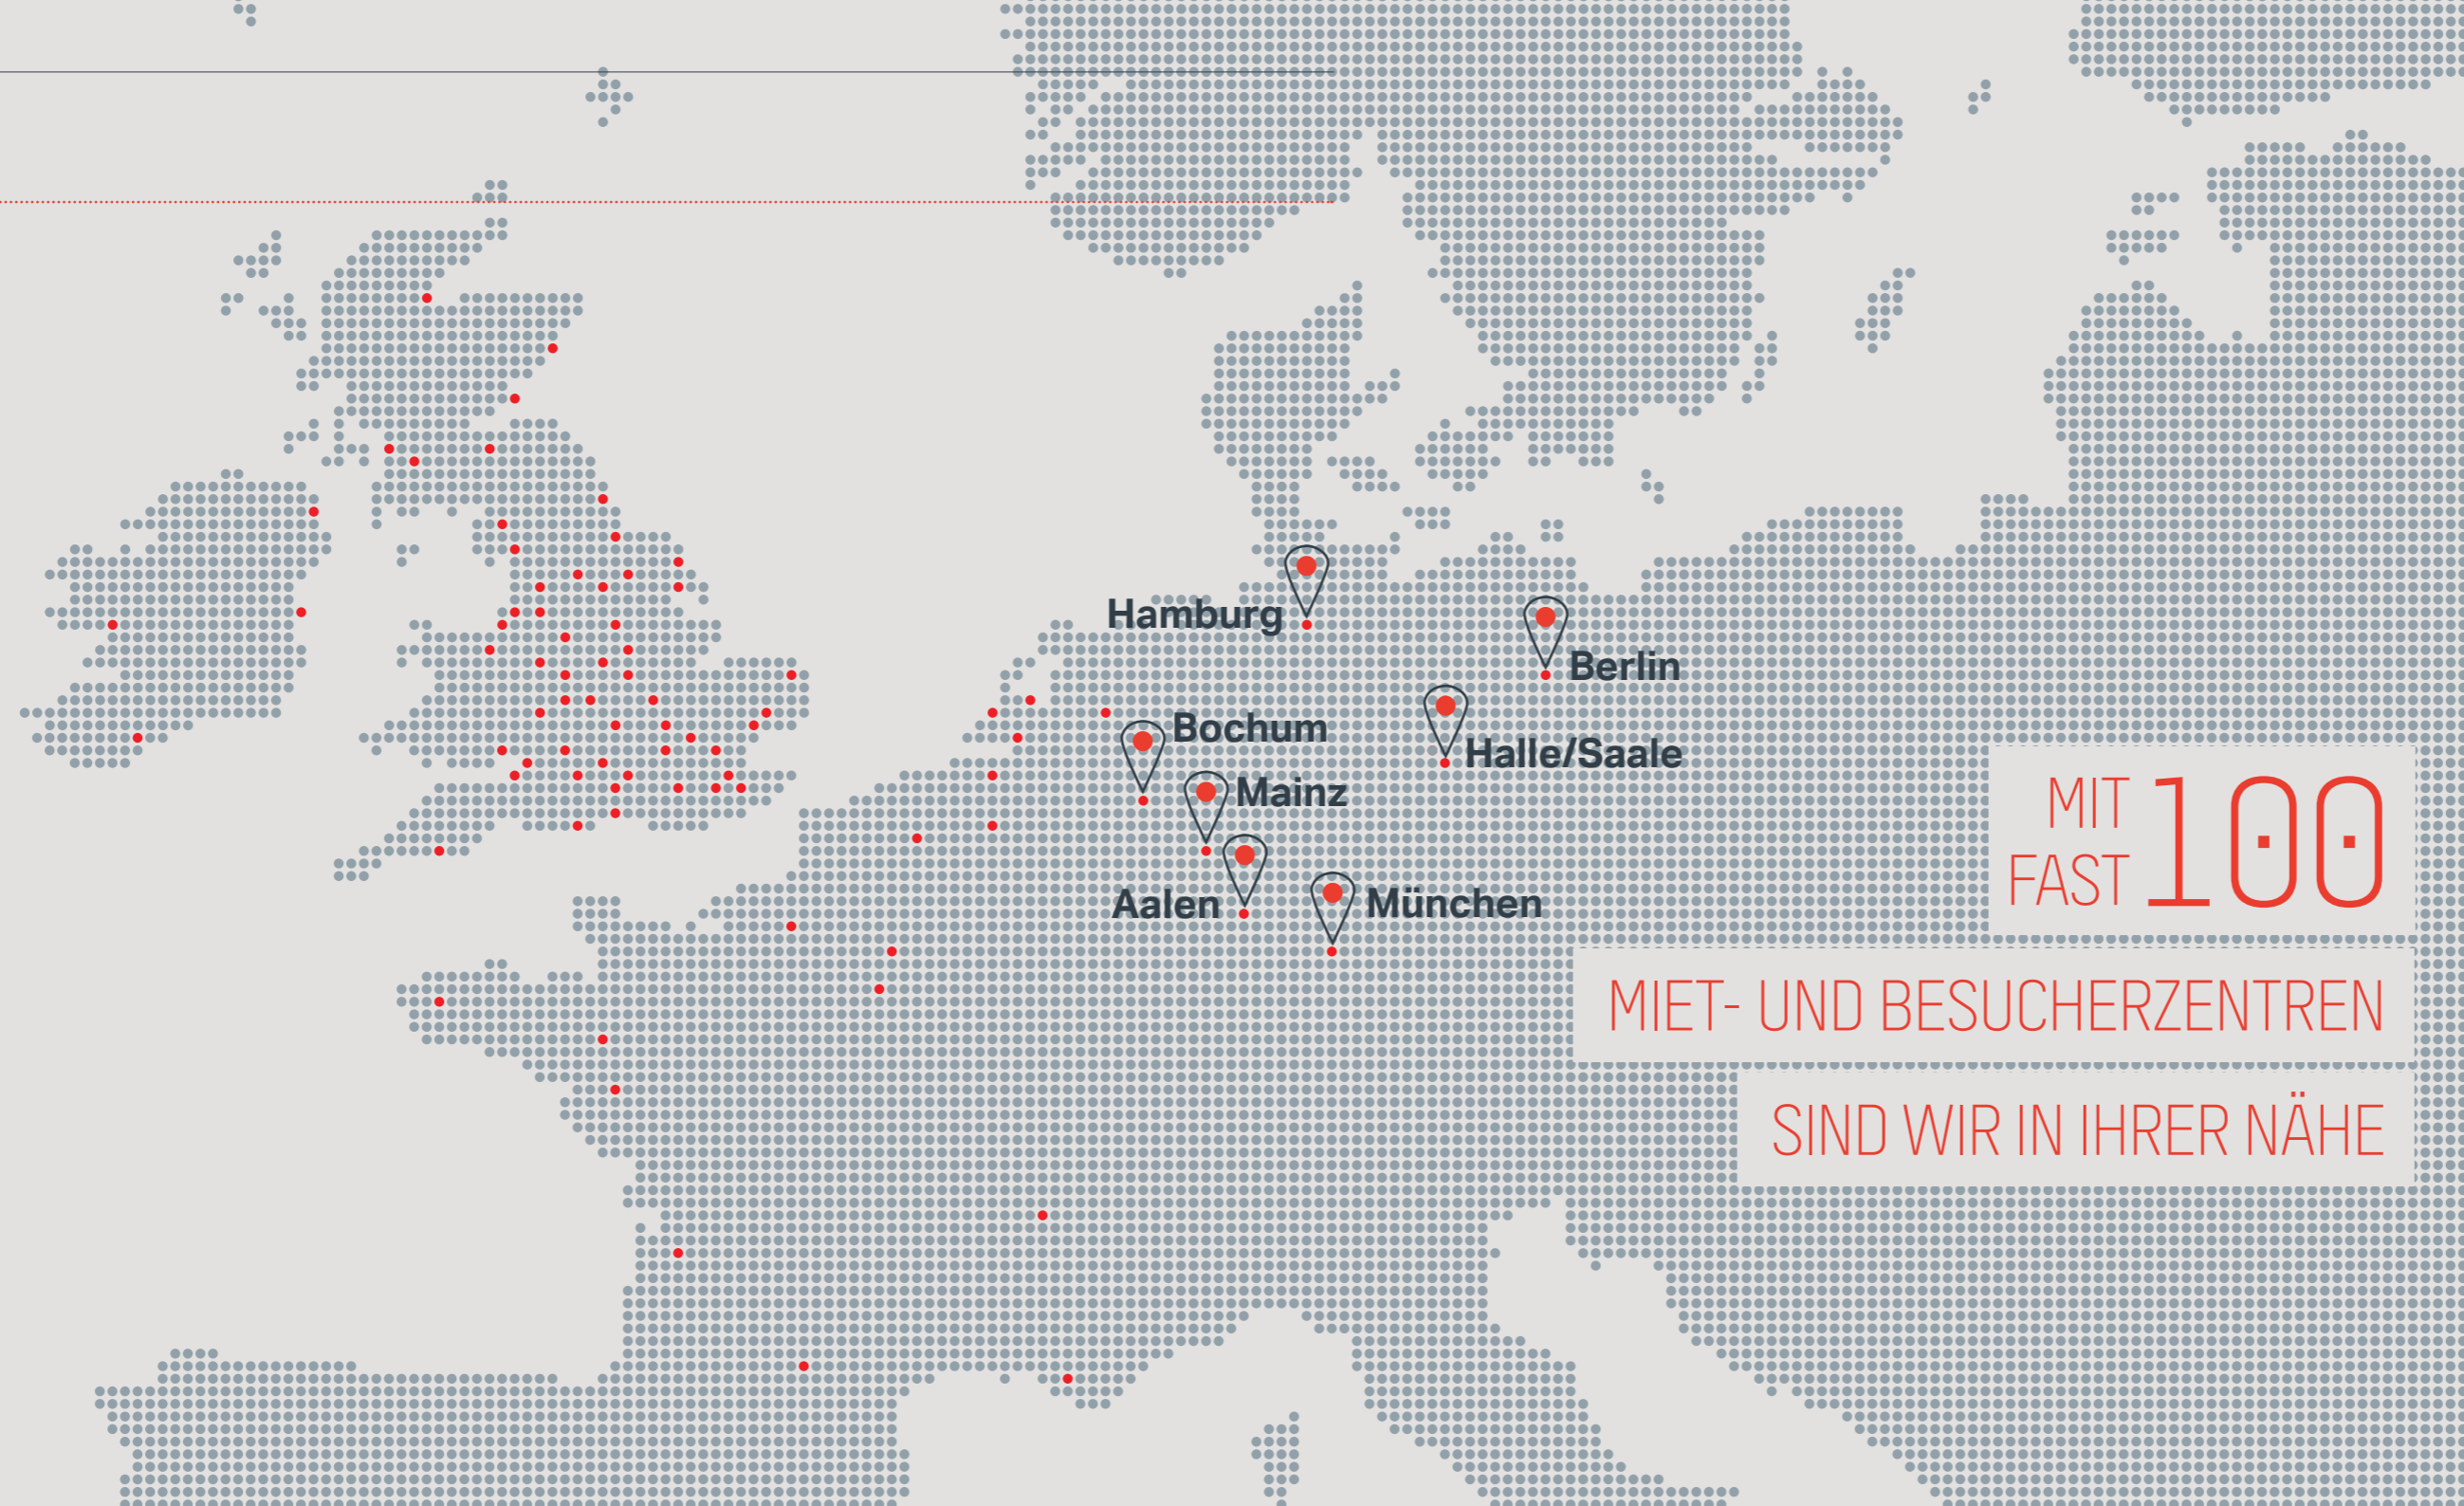 Hamburg
Berlin
Bochum
Halle/Saale
Mainz
Aalen
München
MIT FAST 100
MIET- UND BESUCHERZENTREN
SIND WIR IN IHRER NÄHE